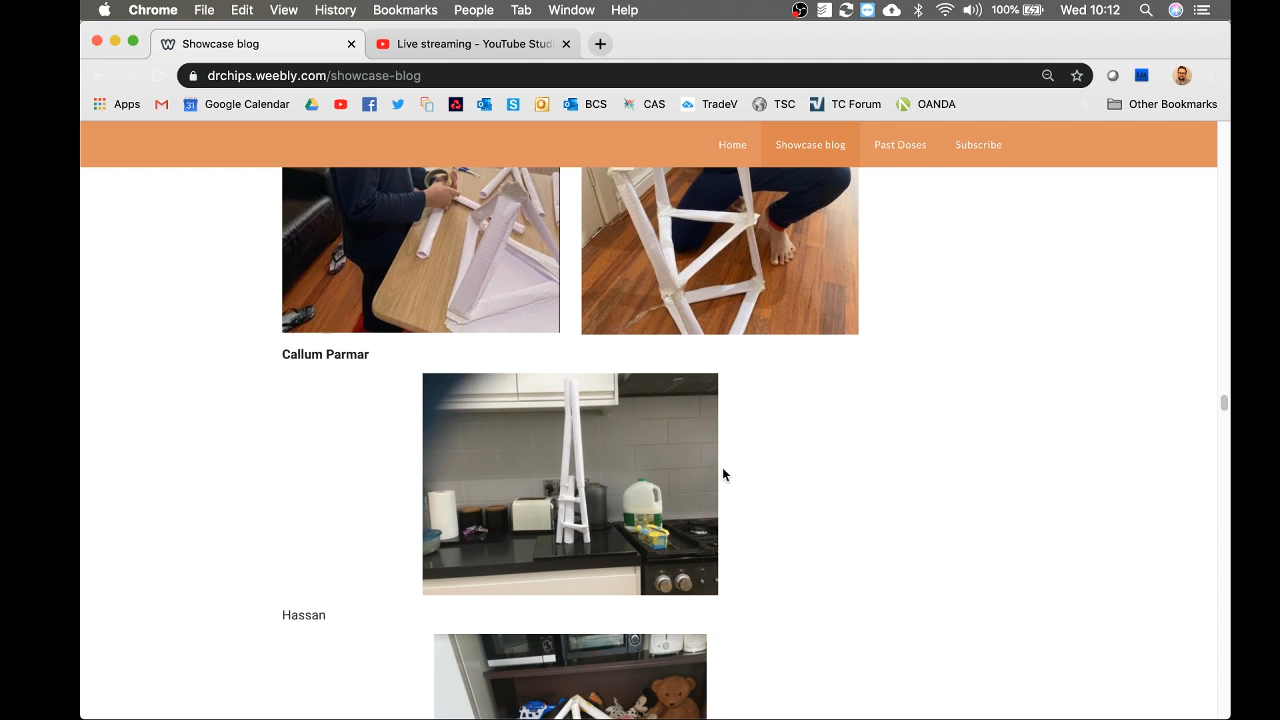 Chrome File Edit View History Bookmarks People Tab Window Help 100% Wed 10:12
Showcase blog Live streaming - YouTube Stud
drchips.weebly.com/showcase-blog
Apps Google Calendar BCS CAS TradeV TSC TC Forum OANDA Other Bookmarks
Home Showcase blog Past Doses Subscribe
Callum Parmar
Hassan